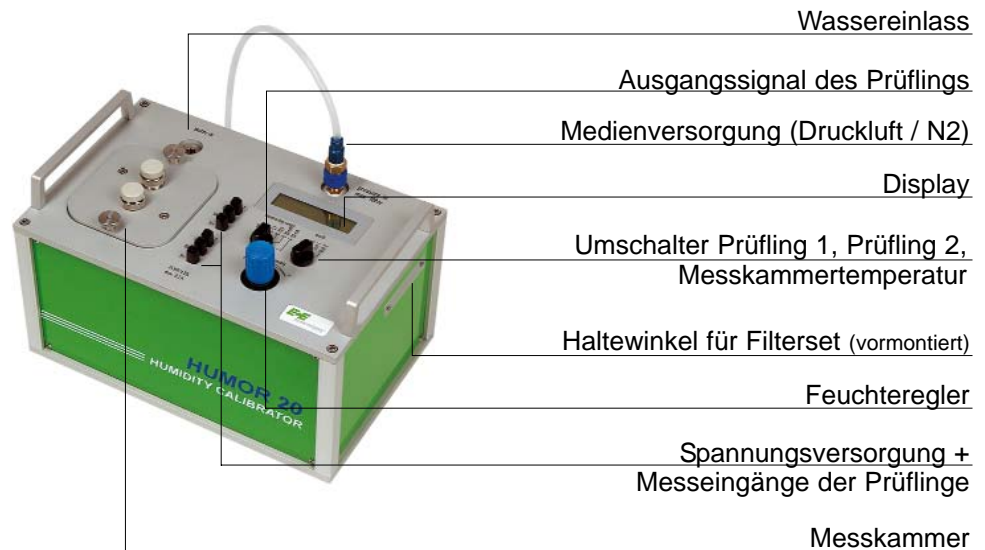 Wassereinlass
Ausgangssignal des Prüflings
Medienversorgung (Druckluft / N2)
Display
Umschalter Prüfling 1, Prüfling 2,
Messkammertemperatur
Haltewinkel für Filterset (vormontiert)
Feuchteregler
Spannungsversorgung +
Messeingänge der Prüflinge
Messkammer
HUMOR 20
HUMIDITY CALIBRATOR
E+E